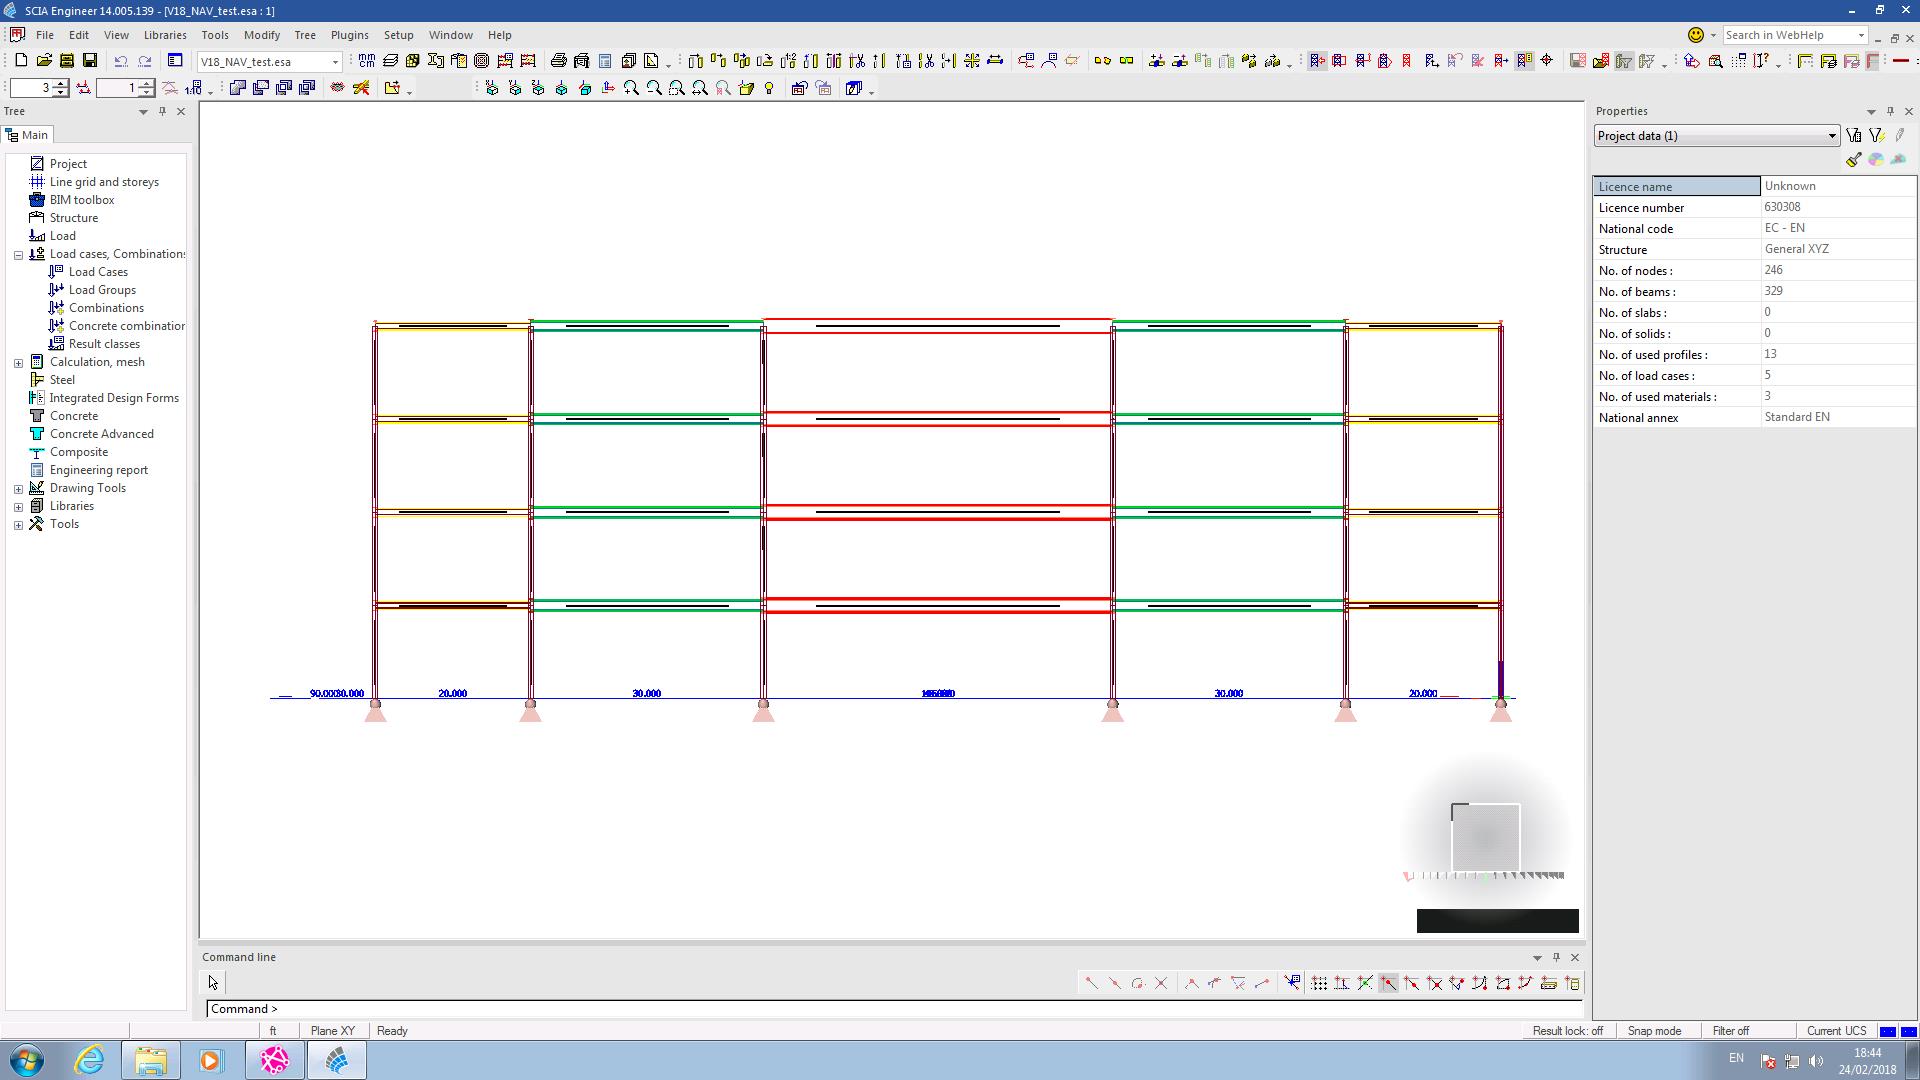 SCIA Engineer 14.005.139 - [V18_NAV_test.esa : 1]
File Edit View Libraries Tools Modify Tree Plugins Setup Window Help
Search in WebHelp
V18_NAV_test.esa
3 1
Tree
Main
Project
Line grid and storeys
BIM toolbox
Structure
Load
Load cases, Combinations
Load Cases
Load Groups
Combinations
Concrete combination
Result classes
Calculation, mesh
Steel
Integrated Design Forms
Concrete
Concrete Advanced
Composite
Engineering report
Drawing Tools
Libraries
Tools
20.000 30.000 30.000 20.000
Properties
Project data (1)
Licence name Unknown
Licence number 630308
National code EC - EN
Structure General XYZ
No. of nodes : 246
No. of beams : 329
No. of slabs : 0
No. of solids : 0
No. of used profiles : 13
No. of load cases : 5
No. of used materials : 3
National annex Standard EN
Command line
Command >
ft Plane XY Ready Result lock: off Snap mode Filter off Current UCS
EN 18:44
24/02/2018